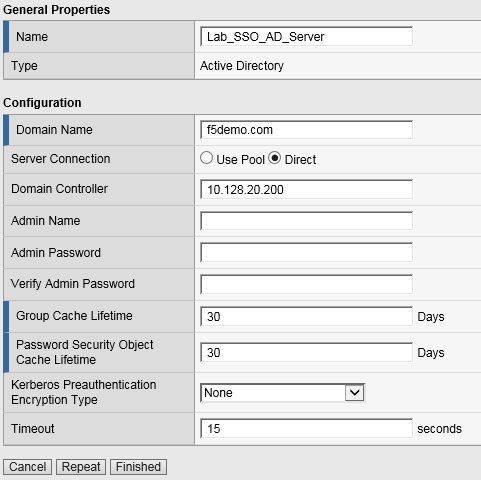 General Properties
Name Lab_SSO_AD_Server
Type Active Directory
Configuration
Domain Name f5demo.com
Server Connection Use Pool Direct
Domain Controller 10.128.20.200
Admin Name
Admin Password
Verify Admin Password
Group Cache Lifetime 30 Days
Password Security Object
Cache Lifetime 30 Days
Kerberos Preauthentication
Encryption Type None
Timeout 15 seconds
Cancel Repeat Finished